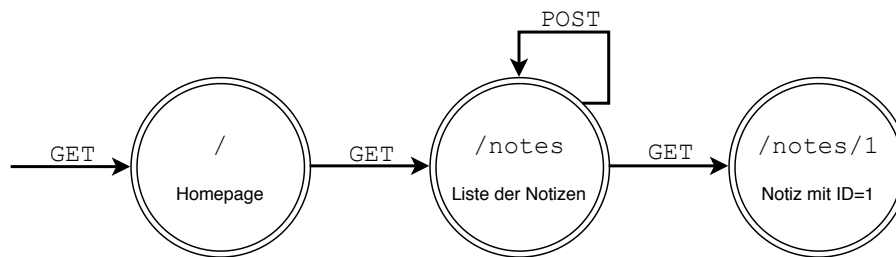 POST
GET
/
Homepage
GET
/notes
Liste der Notizen
GET
/notes/1
Notiz mit ID=1